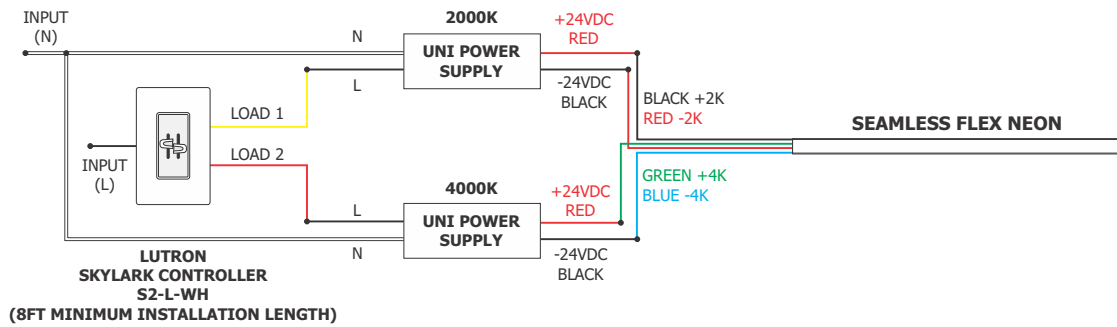 INPUT
(N)
N
2000K
UNI POWER
SUPPLY
+24VDC
RED
L
-24VDC
BLACK
BLACK +2K
RED -2K
SEAMLESS FLEX NEON
LOAD 1
LOAD 2
INPUT
(L)
GREEN +4K
BLUE -4K
4000K
UNI POWER
SUPPLY
+24VDC
RED
L
N
-24VDC
BLACK
LUTRON
SKYLARK CONTROLLER
S2-L-WH
(8FT MINIMUM INSTALLATION LENGTH)